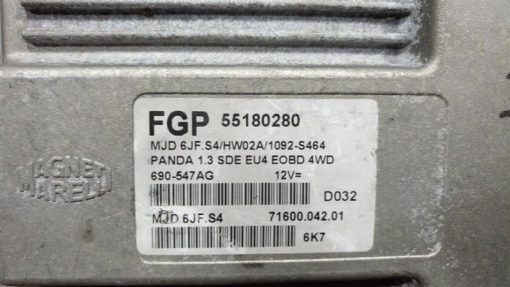 FGP 55180280
MJD 6JF.S4/HW02A/1092-S464
PANDA 1.3 SDE EU4 EOBD 4WD
690-547AG 12V=
D032
MJD 6JF.S4 71600.042.01
6K7
MAGNETI
MARELLI